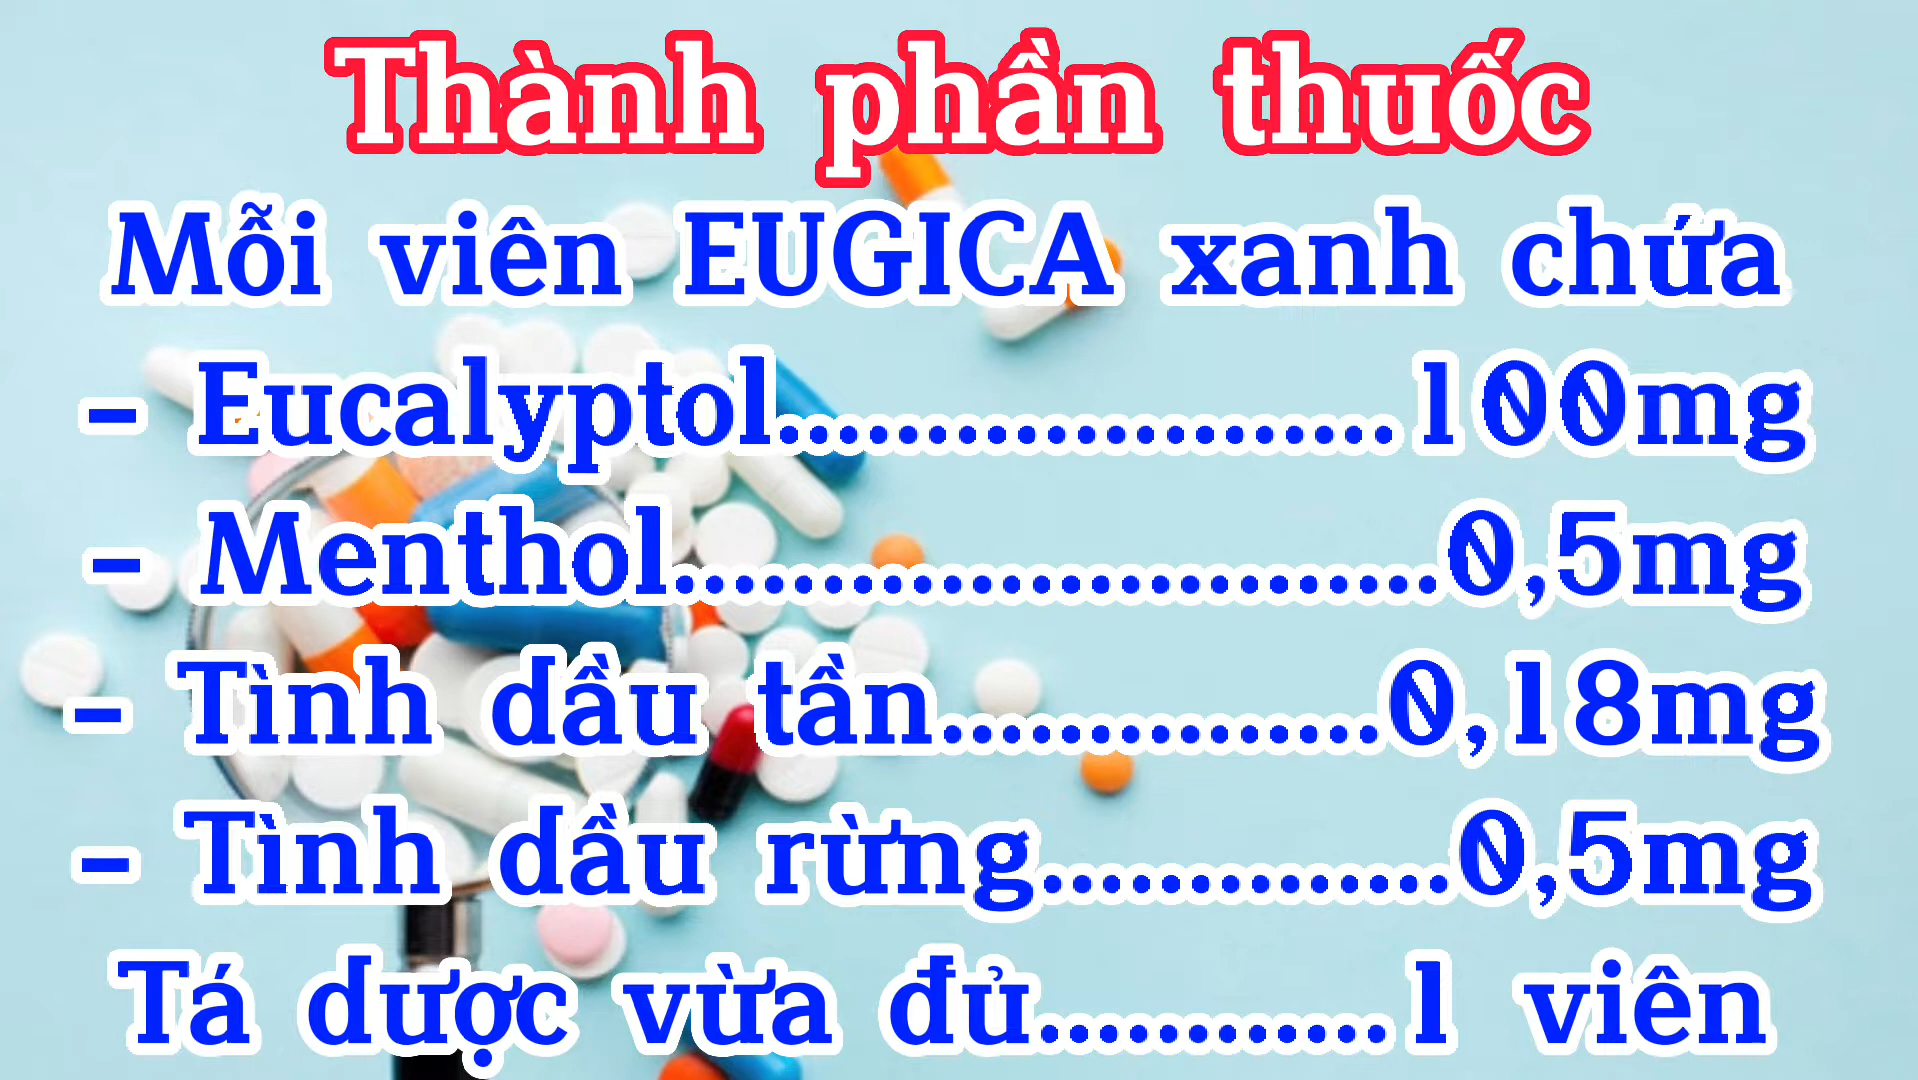 Thành phần thuốc
Mỗi viên EUGICA xanh chứa
- Eucalyptol.....................100mg
- Menthol..........................0,5mg
- Tình dầu tần...............0,18mg
- Tình dầu rừng..............0,5mg
Tá dược vừa đủ............1 viên